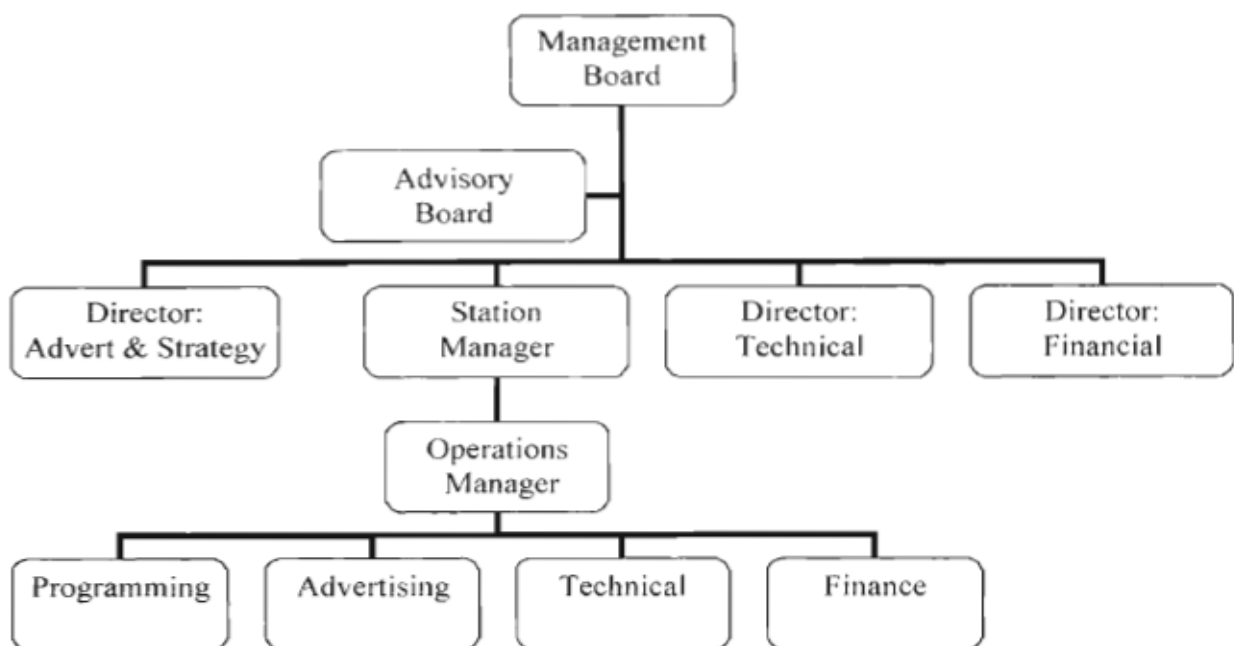 Management
Board
Advisory
Board
Director:
Advert & Strategy
Station
Manager
Director:
Technical
Director:
Financial
Operations
Manager
Programming
Advertising
Technical
Finance